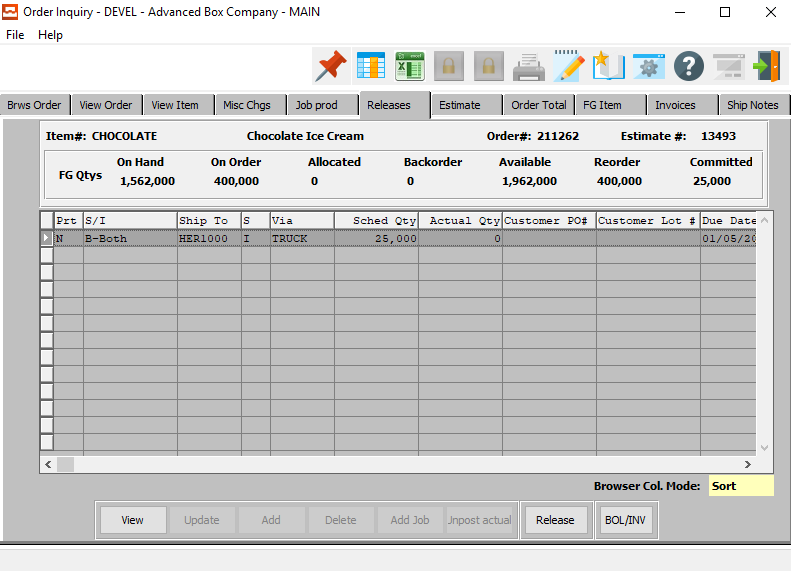 Order Inquiry - DEVEL - Advanced Box Company - MAIN
File Help
Brws Order View Order View Item Misc Chgs Job prod Releases Estimate Order Total FG Item Invoices Ship Notes
Item#: CHOCOLATE Chocolate Ice Cream Order#: 211262 Estimate #: 13493
On Hand On Order Allocated Backorder Available Reorder Committed
FG Qtys 1,562,000 400,000 0 0 1,962,000 400,000 25,000
Prt S/I Ship To S Via Sched Qty Actual Qty Customer PO# Customer Lot # Due Date
N B-Both HER1000 I TRUCK 25,000 0 01/05/20
Browser Col. Mode: Sort
View Update Add Delete Add Job Jnpost actual Release BOL/INV